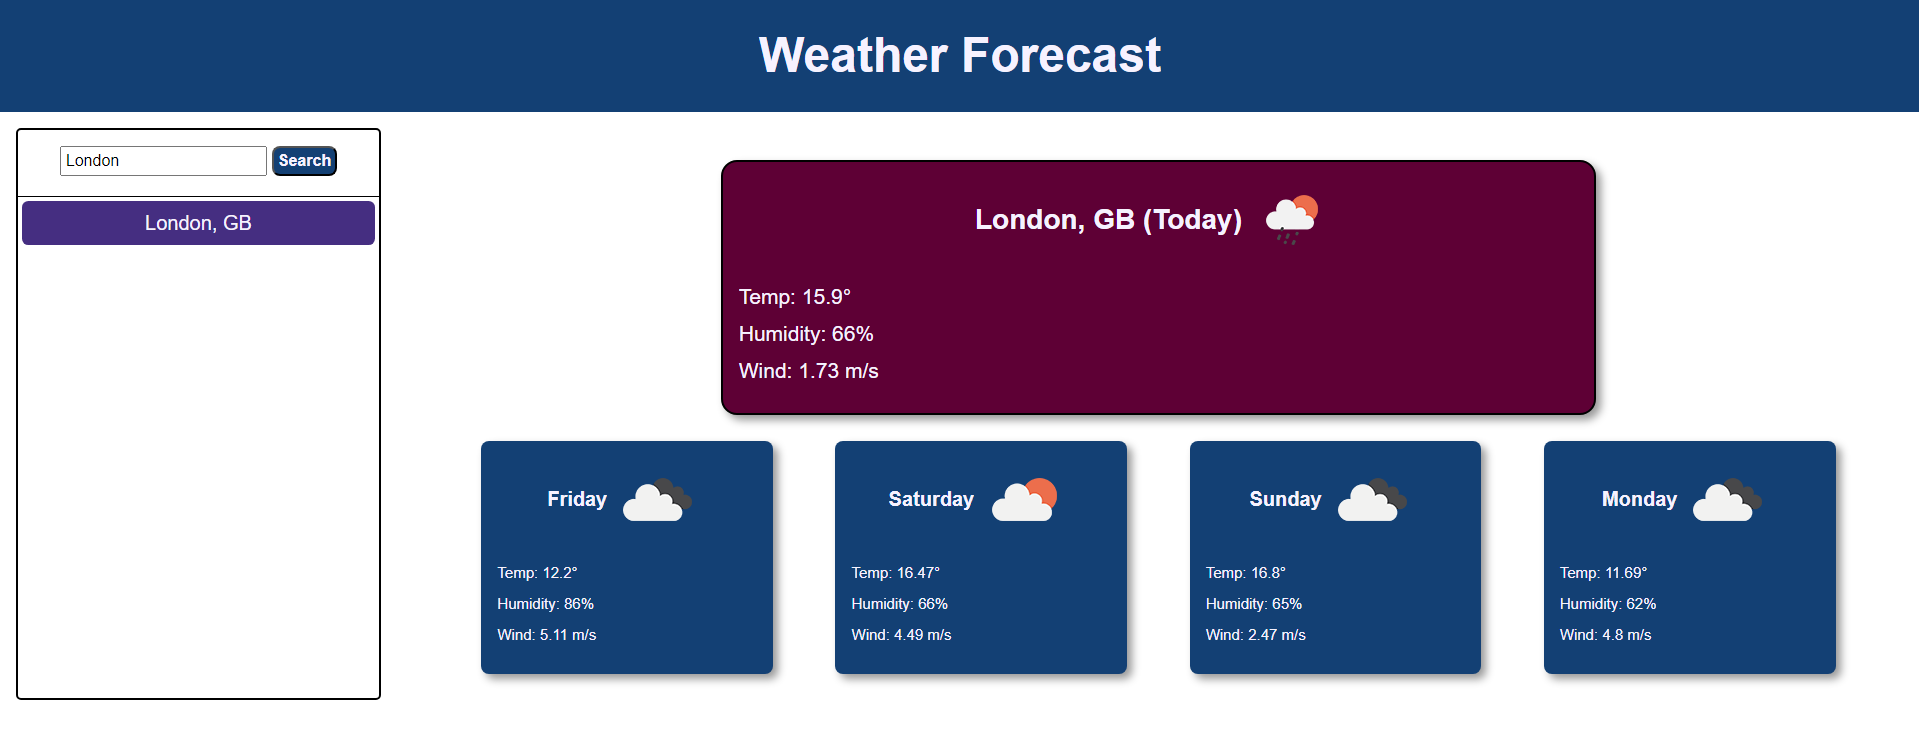 Weather Forecast
London
Search
London, GB
London, GB (Today)
Temp: 15.9°
Humidity: 66%
Wind: 1.73 m/s
Friday
Temp: 12.2°
Humidity: 86%
Wind: 5.11 m/s
Saturday
Temp: 16.47°
Humidity: 66%
Wind: 4.49 m/s
Sunday
Temp: 16.8°
Humidity: 65%
Wind: 2.47 m/s
Monday
Temp: 11.69°
Humidity: 62%
Wind: 4.8 m/s